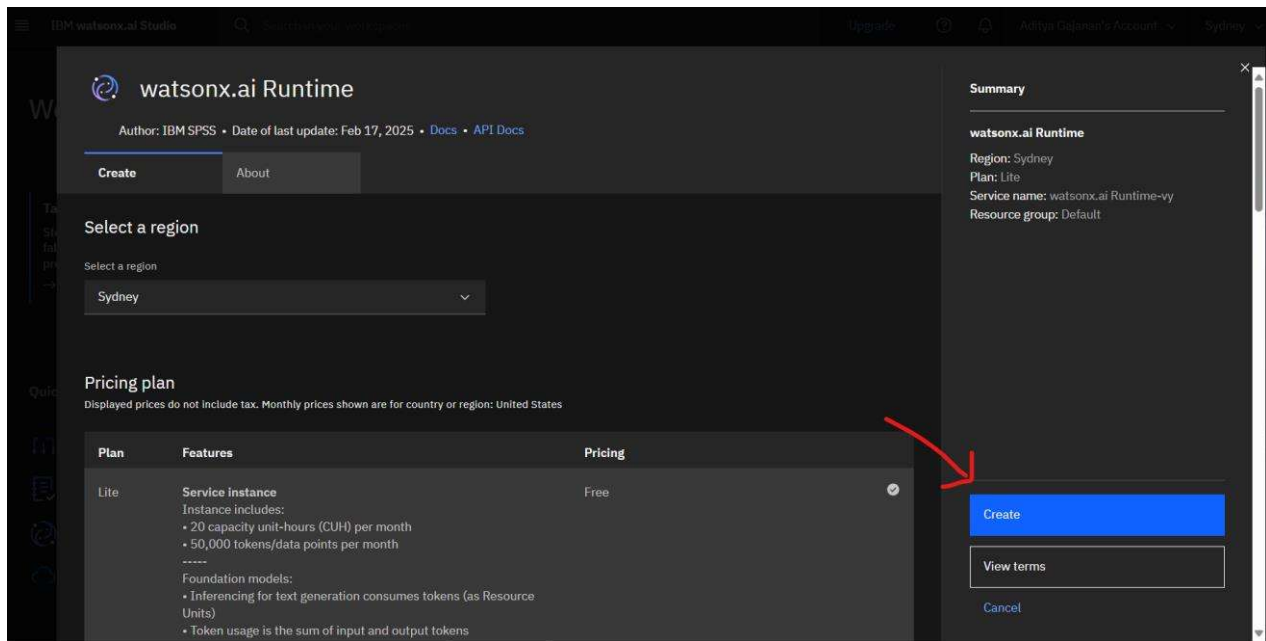 IBM watsonx.ai Studio
Search in your workspaces
Upgrade
Aditya Gajanan's Account
Sydney
watsonx.ai Runtime
Author: IBM SPSS • Date of last update: Feb 17, 2025 • Docs • API Docs
Create
About
Select a region
Select a region
Sydney
Pricing plan
Displayed prices do not include tax. Monthly prices shown are for country or region: United States
Plan Features Pricing
Lite Service instance Free
Instance includes:
• 20 capacity unit-hours (CUH) per month
• 50,000 tokens/data points per month
-----
Foundation models:
• Inferencing for text generation consumes tokens (as Resource
Units)
• Token usage is the sum of input and output tokens
Summary
watsonx.ai Runtime
Region: Sydney
Plan: Lite
Service name: watsonx.ai Runtime-vy
Resource group: Default
Create
View terms
Cancel